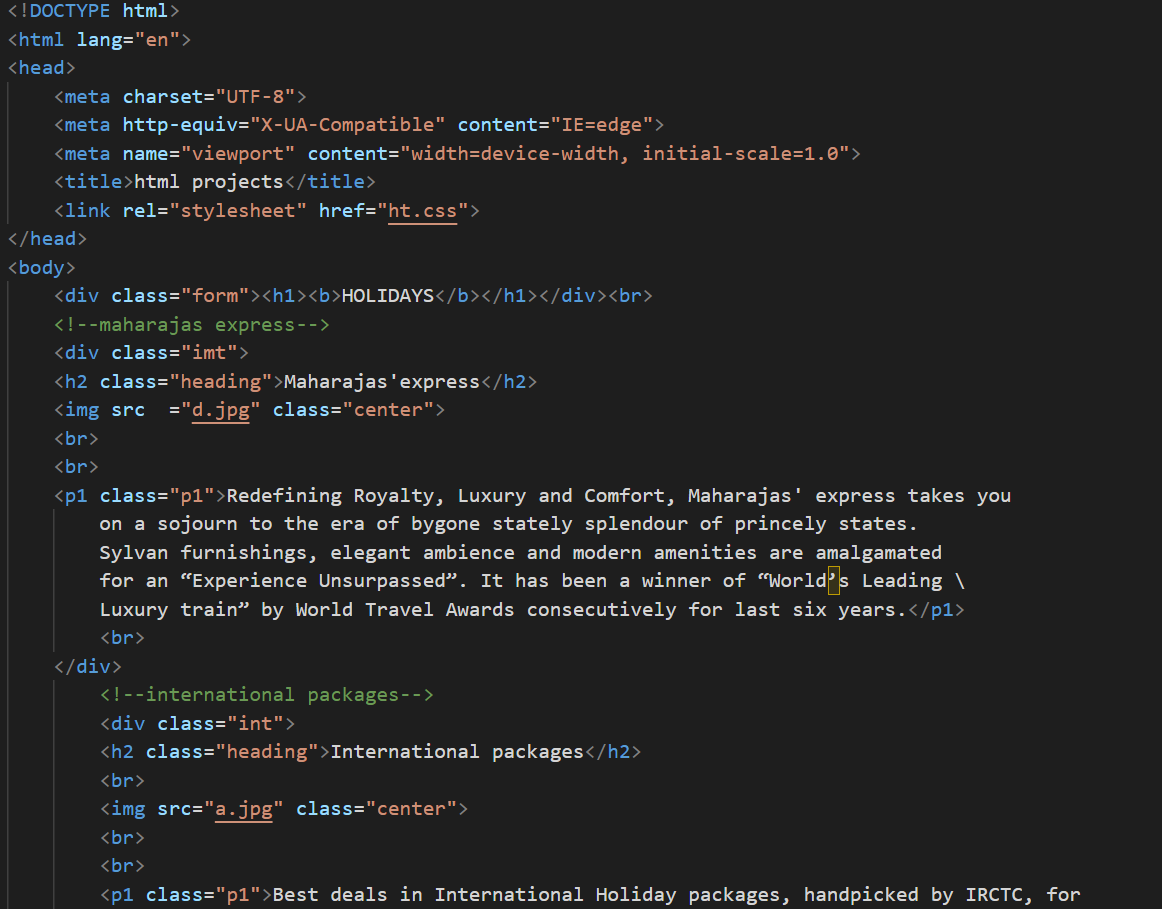 <!DOCTYPE html>
<html lang="en">
<head>
    <meta charset="UTF-8">
    <meta http-equiv="X-UA-Compatible" content="IE=edge">
    <meta name="viewport" content="width=device-width, initial-scale=1.0">
    <title>html projects</title>
    <link rel="stylesheet" href="ht.css">
</head>
<body>
    <div class="form"><h1><b>HOLIDAYS</b></h1></div><br>
    <!--maharajas express-->
    <div class="imt">
    <h2 class="heading">Maharajas'express</h2>
    <img src  ="d.jpg" class="center">
    <br>
    <br>
    <p1 class="p1">Redefining Royalty, Luxury and Comfort, Maharajas' express takes you
        on a sojourn to the era of bygone stately splendour of princely states.
        Sylvan furnishings, elegant ambience and modern amenities are amalgamated
        for an “Experience Unsurpassed”. It has been a winner of “World’s Leading \
        Luxury train” by World Travel Awards consecutively for last six years.</p1>
        <br>
    </div>
        <!--international packages-->
        <div class="int">
        <h2 class="heading">International packages</h2>
        <br>
        <img src="a.jpg" class="center">
        <br>
        <br>
        <p1 class="p1">Best deals in International Holiday packages, handpicked by IRCTC, for